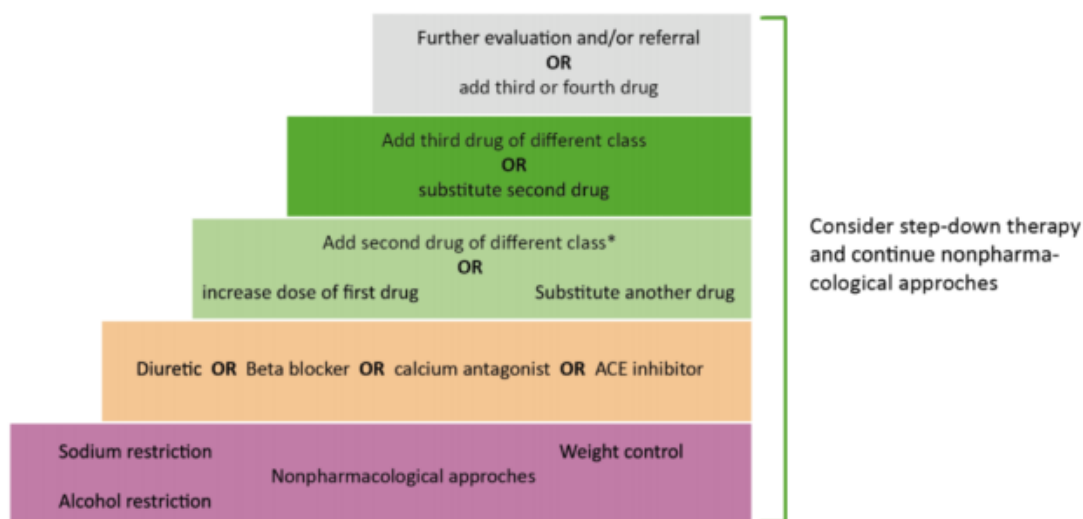 Further evaluation and/or referral
OR
add third or fourth drug
Add third drug of different class
OR
substitute second drug
Add second drug of different class*
OR
increase dose of first drug Substitute another drug
Diuretic OR Beta blocker OR calcium antagonist OR ACE inhibitor
Sodium restriction Weight control
Nonpharmacological approches
Alcohol restriction
Consider step-down therapy
and continue nonpharma-
cological approches